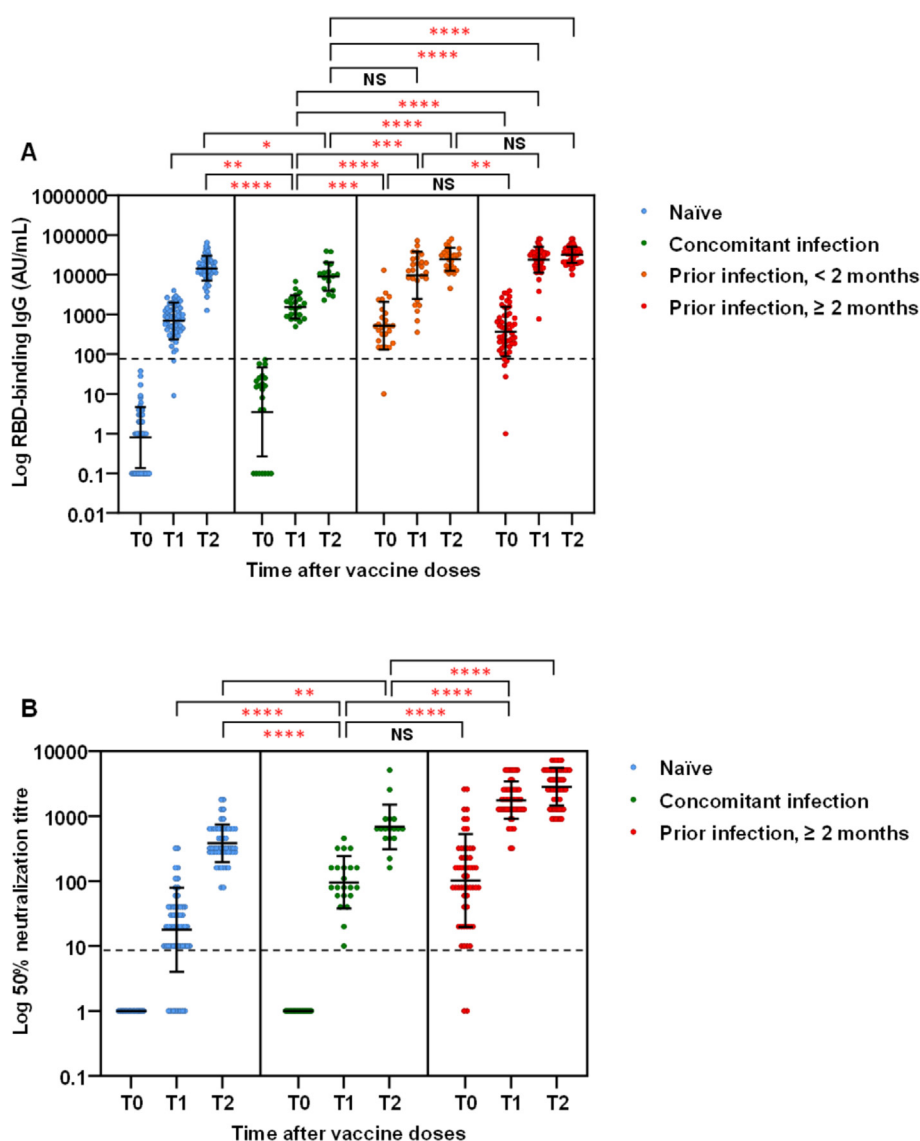 ****
****
NS
****
* **** NS
A *** 
** **** **
**** *** NS
1000000
100000
10000
1000
100
10
1
0.1
0.01
Log RBD-binding IgG (AU/mL)
T0 T1 T2 T0 T1 T2 T0 T1 T2 T0 T1 T2
Time after vaccine doses
Naïve
Concomitant infection
Prior infection, < 2 months
Prior infection, ≥ 2 months
****
** ****
B
**** ****
**** NS
10000
1000
100
10
1
0.1
Log 50% neutralization titre
T0 T1 T2 T0 T1 T2 T0 T1 T2
Time after vaccine doses
Naïve
Concomitant infection
Prior infection, ≥ 2 months